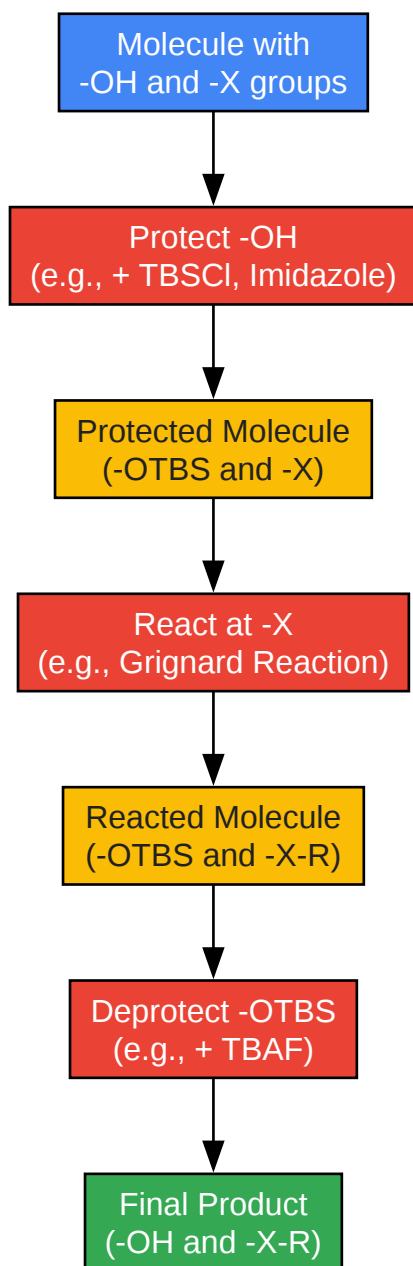 Molecule with
-OH and -X groups
Protect -OH
(e.g., + TBSCl, Imidazole)
Protected Molecule
(-OTBS and -X)
React at -X
(e.g., Grignard Reaction)
Reacted Molecule
(-OTBS and -X-R)
Deprotect -OTBS
(e.g., + TBAF)
Final Product
(-OH and -X-R)